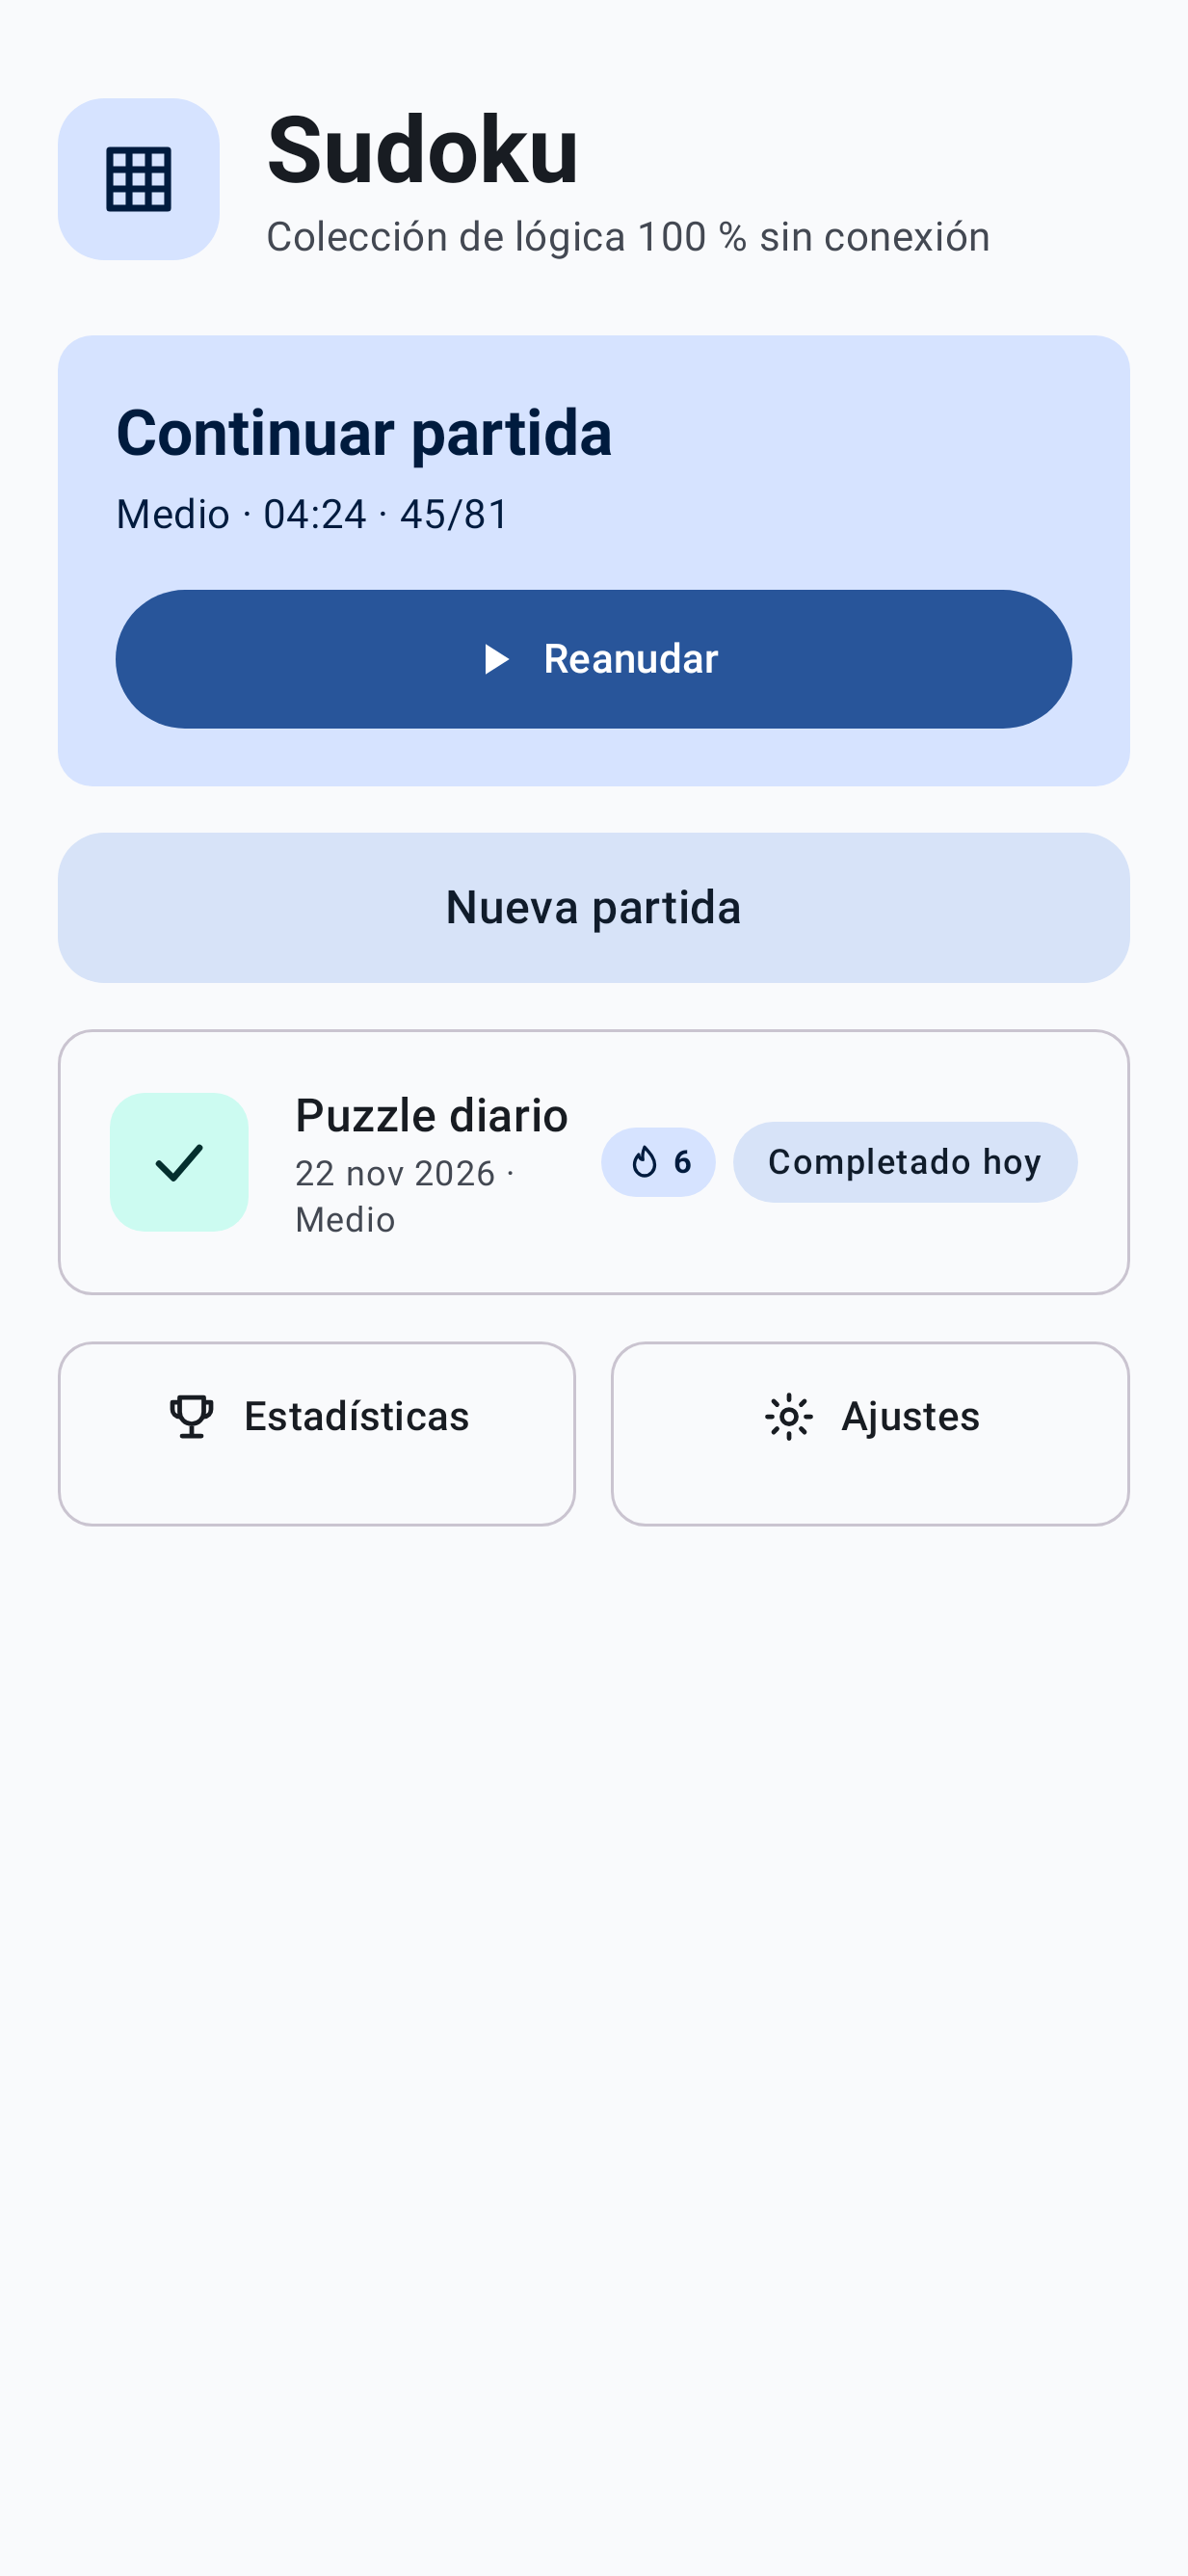 Sudoku
Colección de lógica 100 % sin conexión
Continuar partida
Medio · 04:24 · 45/81
Reanudar
Nueva partida
Puzzle diario
22 nov 2026 ·
Medio
6
Completado hoy
Estadísticas
Ajustes